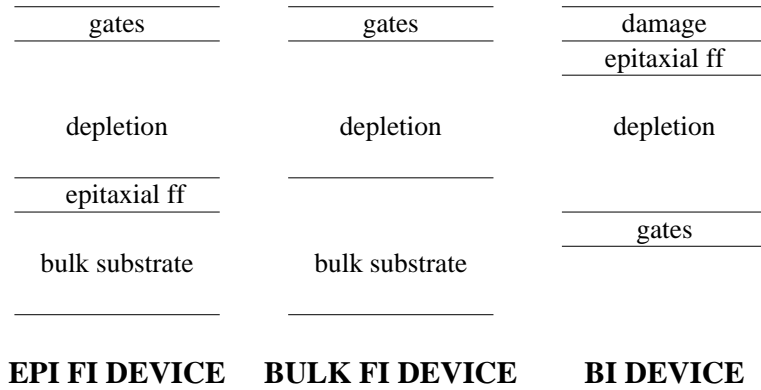 gates
depletion
epitaxial ff
bulk substrate
EPI FI DEVICE
gates
depletion
bulk substrate
BULK FI DEVICE
damage
epitaxial ff
depletion
gates
BI DEVICE